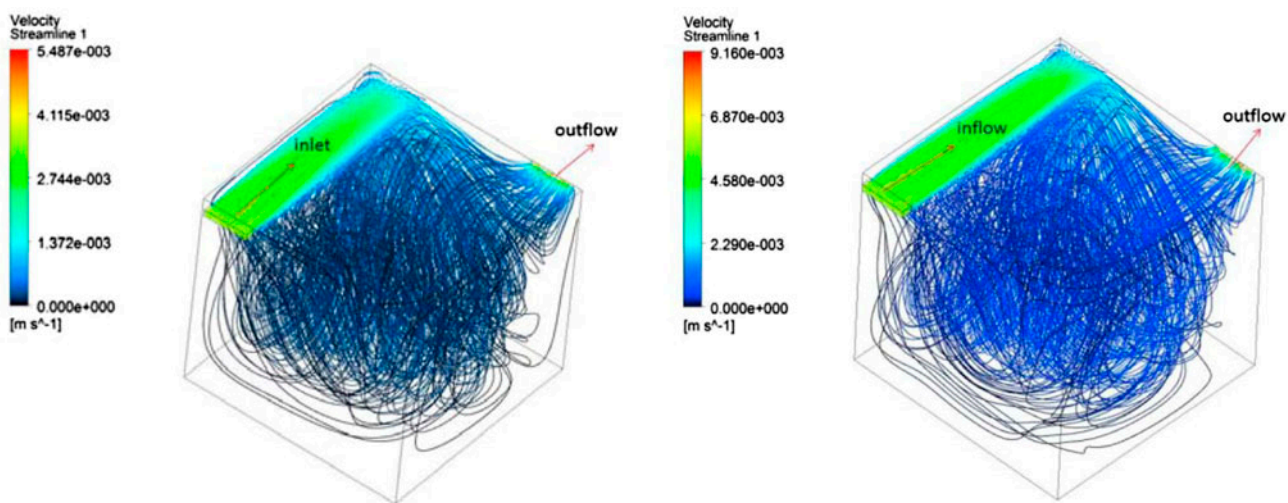 Velocity
Streamline 1
5.487e-003
4.115e-003
2.744e-003
1.372e-003
0.000e+000
[m s^-1]
inlet
outflow
Velocity
Streamline 1
9.160e-003
6.870e-003
4.580e-003
2.290e-003
0.000e+000
[m s^-1]
inflow
outflow